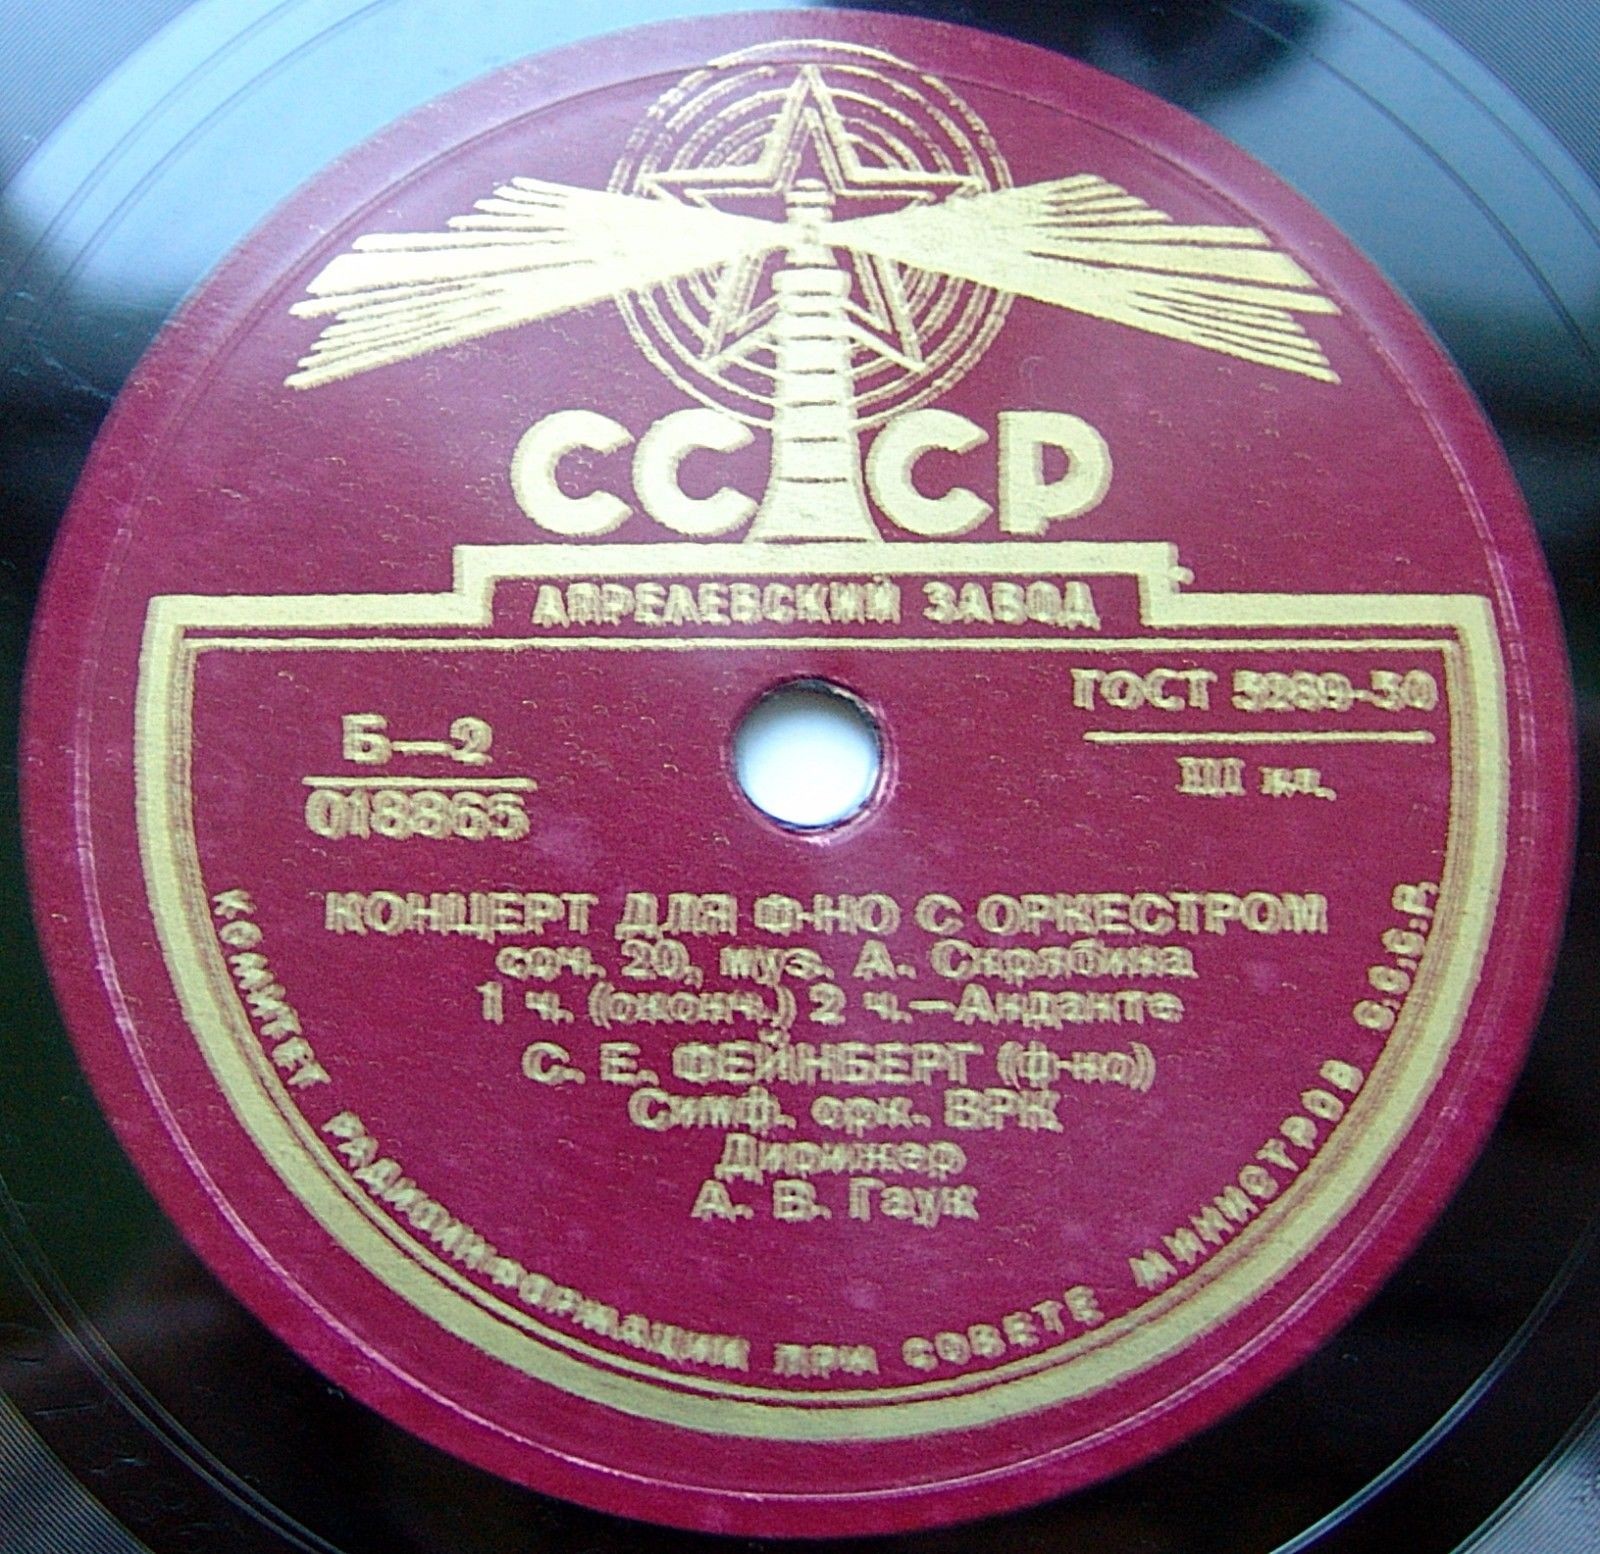 СССР
АПРЕЛЕВСКИЙ ЗАВОД
ГОСТ 5289-50
III кл.
Б—2
018865
КОНЦЕРТ ДЛЯ Ф-НО С ОРКЕСТРОМ
соч. 20, муз. А. Скрябина
1 ч. (оконч.) 2 ч.—Анданте
С. Е. ФЕЙНБЕРГ (ф-но)
Симф. орк. ВРК
Дирижер
А. В. Гаук
КОМИТЕТ РАДИОИНФОРМАЦИИ ПРИ СОВЕТЕ МИНИСТРОВ С.С.С.Р.